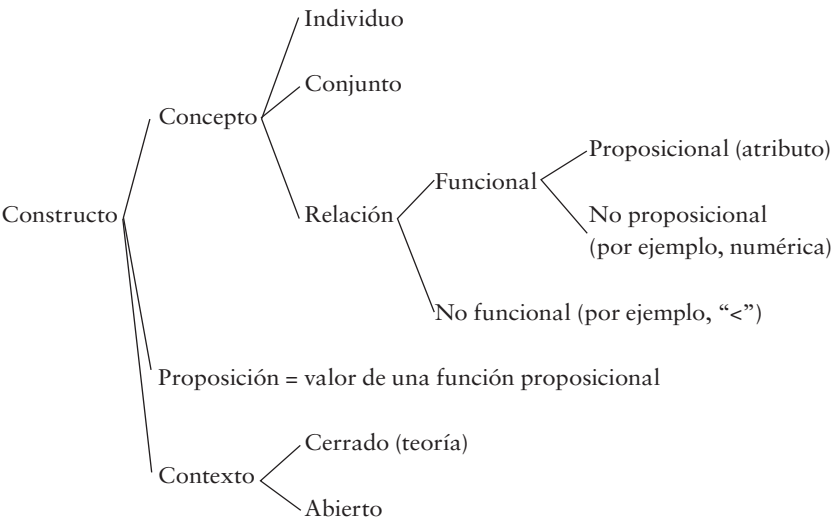 Individuo
Conjunto
Concepto
Proposicional (atributo)
Funcional
Constructo
Relación
No proposicional
(por ejemplo, numérica)
No funcional (por ejemplo, “<”)
Proposición = valor de una función proposicional
Cerrado (teoría)
Contexto
Abierto